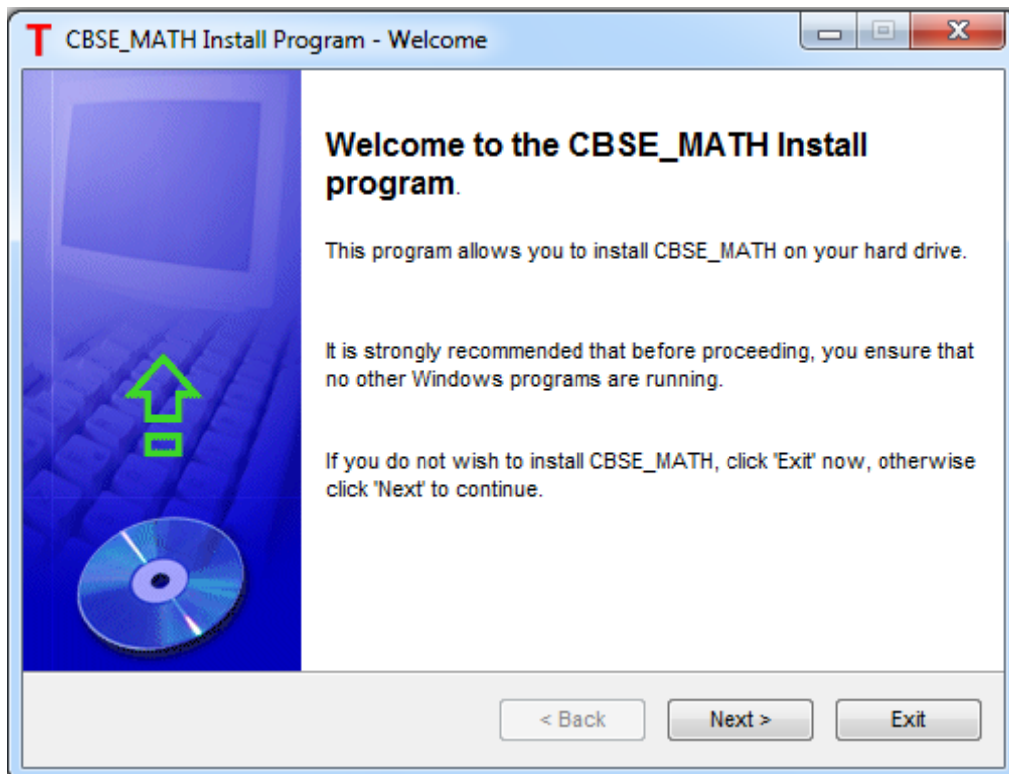 T CBSE_MATH Install Program - Welcome
Welcome to the CBSE_MATH Install
program.
This program allows you to install CBSE_MATH on your hard drive.
It is strongly recommended that before proceeding, you ensure that
no other Windows programs are running.
If you do not wish to install CBSE_MATH, click 'Exit' now, otherwise
click 'Next' to continue.
< Back Next > Exit